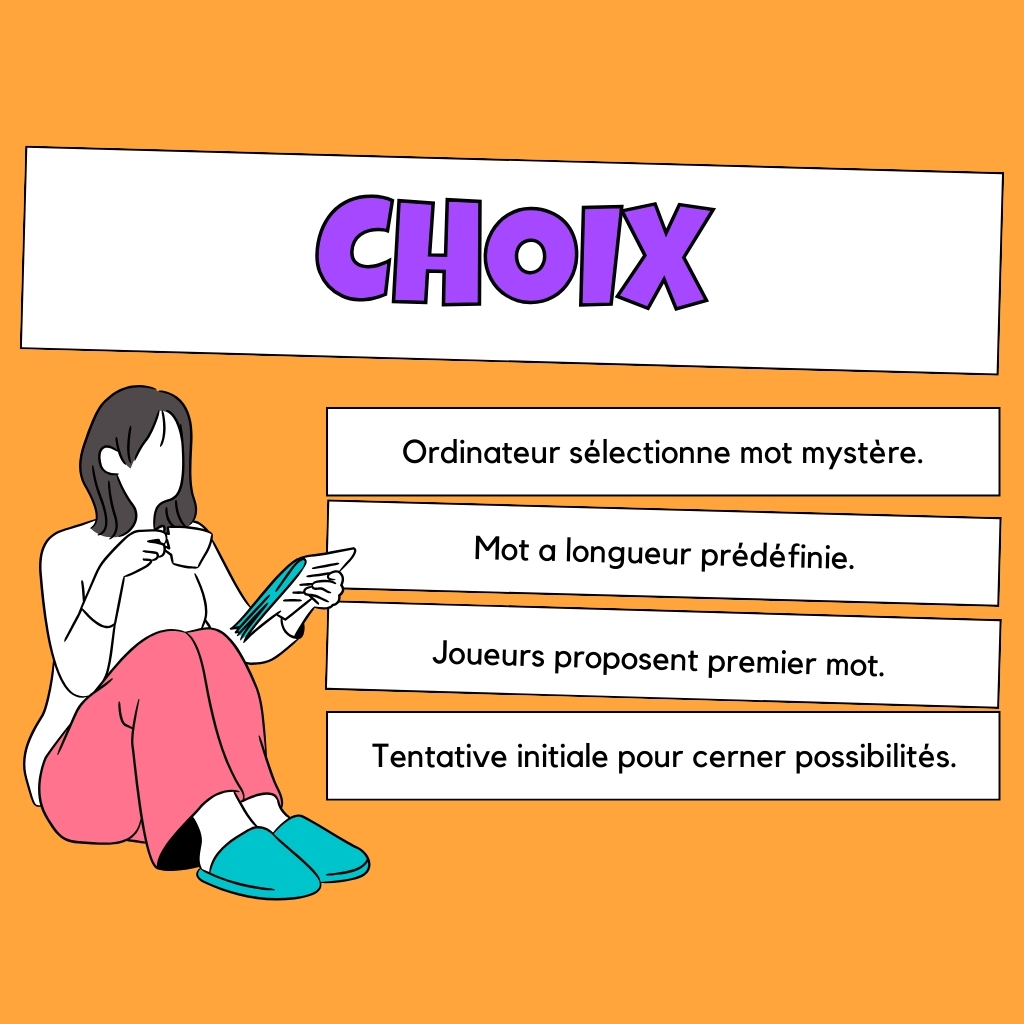 CHOIX
Ordinateur sélectionne mot mystère.
Mot a longueur prédéfinie.
Joueurs proposent premier mot.
Tentative initiale pour cerner possibilités.